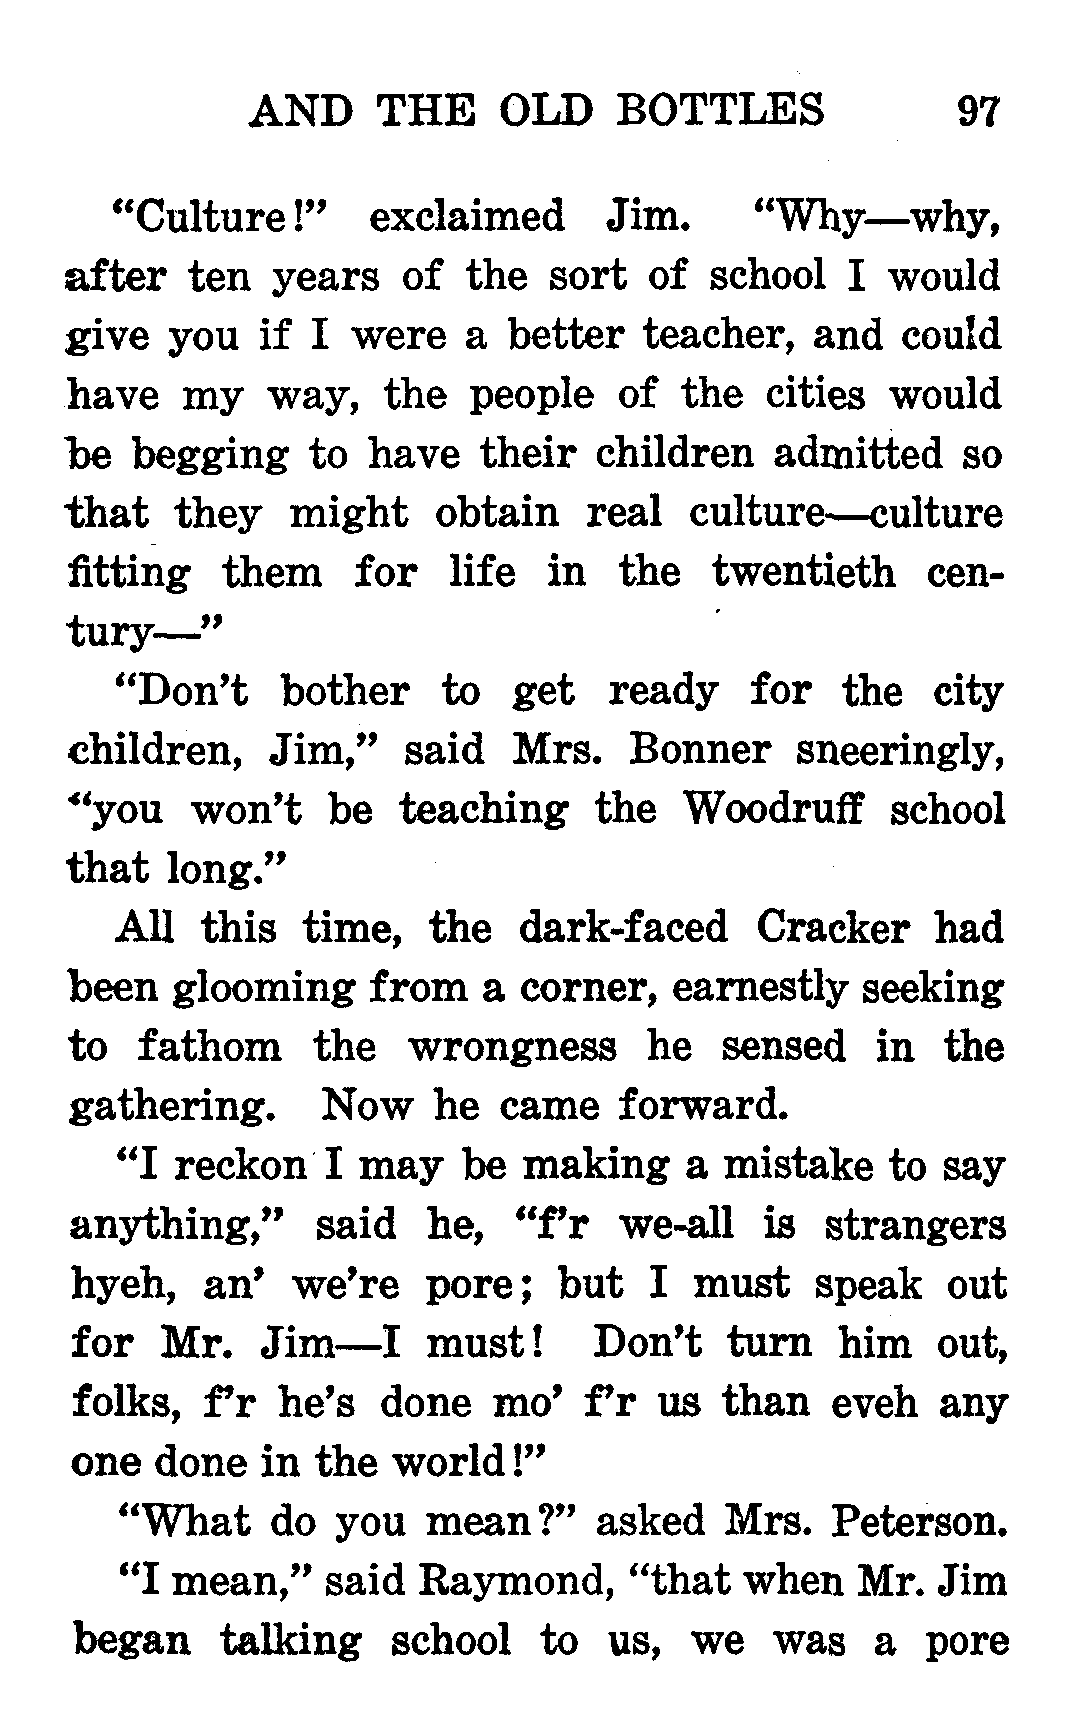 AND THE OLD BOTTLES 97
“Culture!” exclaimed Jim. “Why—why,
after ten years of the sort of school I would
give you if I were a better teacher, and could
have my way, the people of the cities would
be begging to have their children admitted so
that they might obtain real culture—culture
fitting them for life in the twentieth cen-
tury—”
“Don’t bother to get ready for the city
children, Jim,” said Mrs. Bonner sneeringly,
“you won’t be teaching the Woodruff school
that long.”
All this time, the dark-faced Cracker had
been glooming from a corner, earnestly seeking
to fathom the wrongness he sensed in the
gathering. Now he came forward.
“I reckon I may be making a mistake to say
anything,” said he, “f’r we-all is strangers
hyeh, an’ we’re pore; but I must speak out
for Mr. Jim—I must! Don’t turn him out,
folks, f’r he’s done mo’ f’r us than eveh any
one done in the world!”
“What do you mean?” asked Mrs. Peterson.
“I mean,” said Raymond, “that when Mr. Jim
began talking school to us, we was a pore